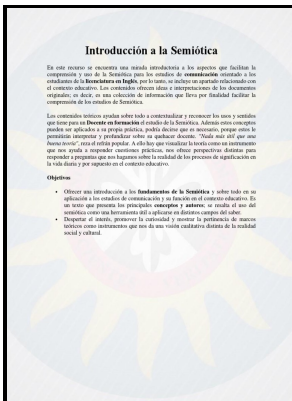 Introducción a la Semiótica
En este recurso se encuentra una mirada introductoria a los aspectos que facilitan la
comprensión y uso de la Semiótica para los estudios de comunicación orientado a los
estudiantes de la licenciatura en Inglés, por lo tanto, se incluye un apartado relacionado con
el contexto educativo. Los contenidos ofrecen ideas e interpretaciones de los documentos
originales; es decir, es una colección de información que lleva por finalidad facilitar la
comprensión de los estudios de Semiótica.
Los contenidos teóricos ayudan sobre todo a contextualizar y reconocer los usos y sentidos
que tiene para un Docente en formación el estudio de la Semiótica. Además estos conceptos
pueden ser aplicados a su propia práctica, podría decirse que es necesario, porque estos le
permitirán interpretar y profundizar sobre su quehacer docente. "Nada más útil que una
buena teoría", reza el refrán popular. A ello hay que visualizar la teoría como un instrumento
que nos ayuda a responder cuestiones prácticas, nos ofrece perspectivas distintas para
responder a preguntas que nos hagamos sobre la realidad de los procesos de significación en
la vida diaria y por supuesto en el contexto educativo.
Objetivos
• Ofrecer una introducción a los fundamentos de la Semiótica y sobre todo en su
aplicación a los estudios de comunicación y su función en el contexto educativo. Es
un texto que presenta los principales conceptos y autores; se resalta el uso del
semiótica como una herramienta útil a aplicarse en distintos campos del saber.
• Despertar el interés, promover la curiosidad y mostrar la pertinencia de marcos
teóricos como instrumentos que nos da una visión cualitativa distinta de la realidad
social y cultural.